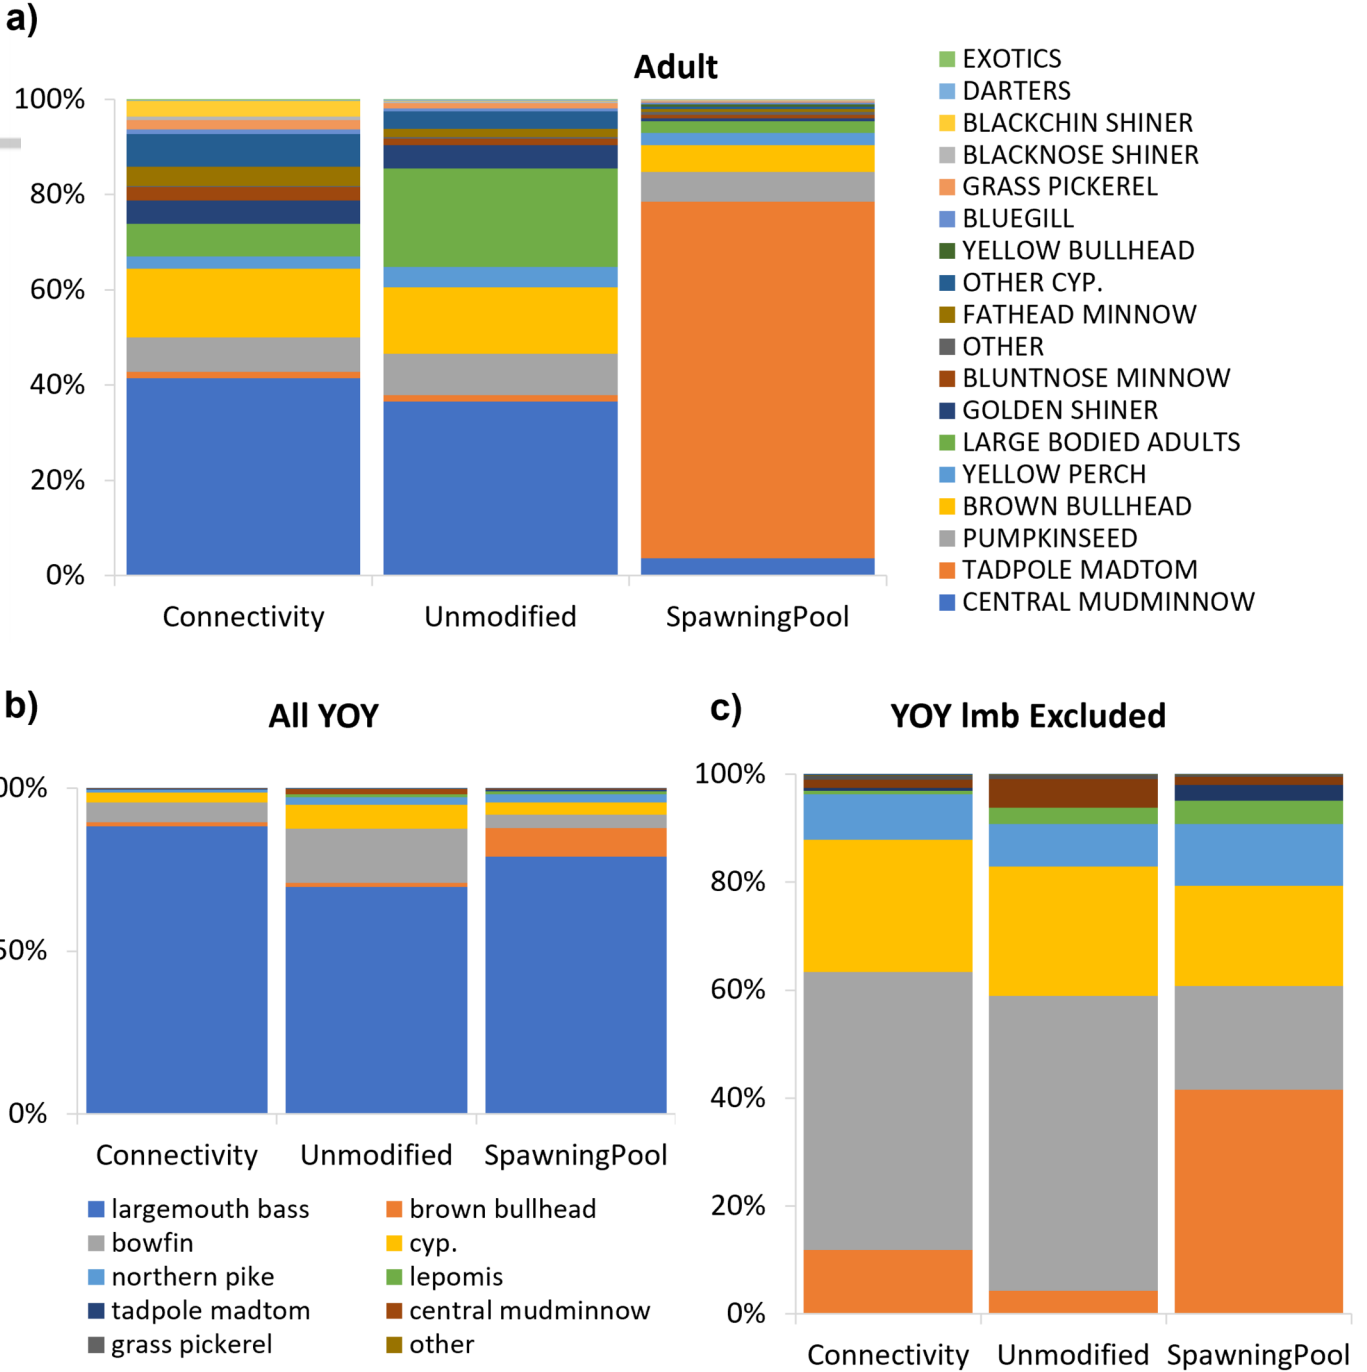 a)
Adult
100%
80%
60%
40%
20%
0%
Connectivity Unmodified SpawningPool
EXOTICS
DARTERS
BLACKCHIN SHINER
BLACKNOSE SHINER
GRASS PICKEREL
BLUEGILL
YELLOW BULLHEAD
OTHER CYP.
FATHEAD MINNOW
OTHER
BLUNTNOSE MINNOW
GOLDEN SHINER
LARGE BODIED ADULTS
YELLOW PERCH
BROWN BULLHEAD
PUMPKINSEED
TADPOLE MADTOM
CENTRAL MUDMINNOW
b)
All YOY
00%
50%
0%
Connectivity Unmodified SpawningPool
largemouth bass brown bullhead
bowfin cyp.
northern pike lepomis
tadpole madtom central mudminnow
grass pickerel other
c)
YOY lmb Excluded
100%
80%
60%
40%
20%
0%
Connectivity Unmodified SpawningPool